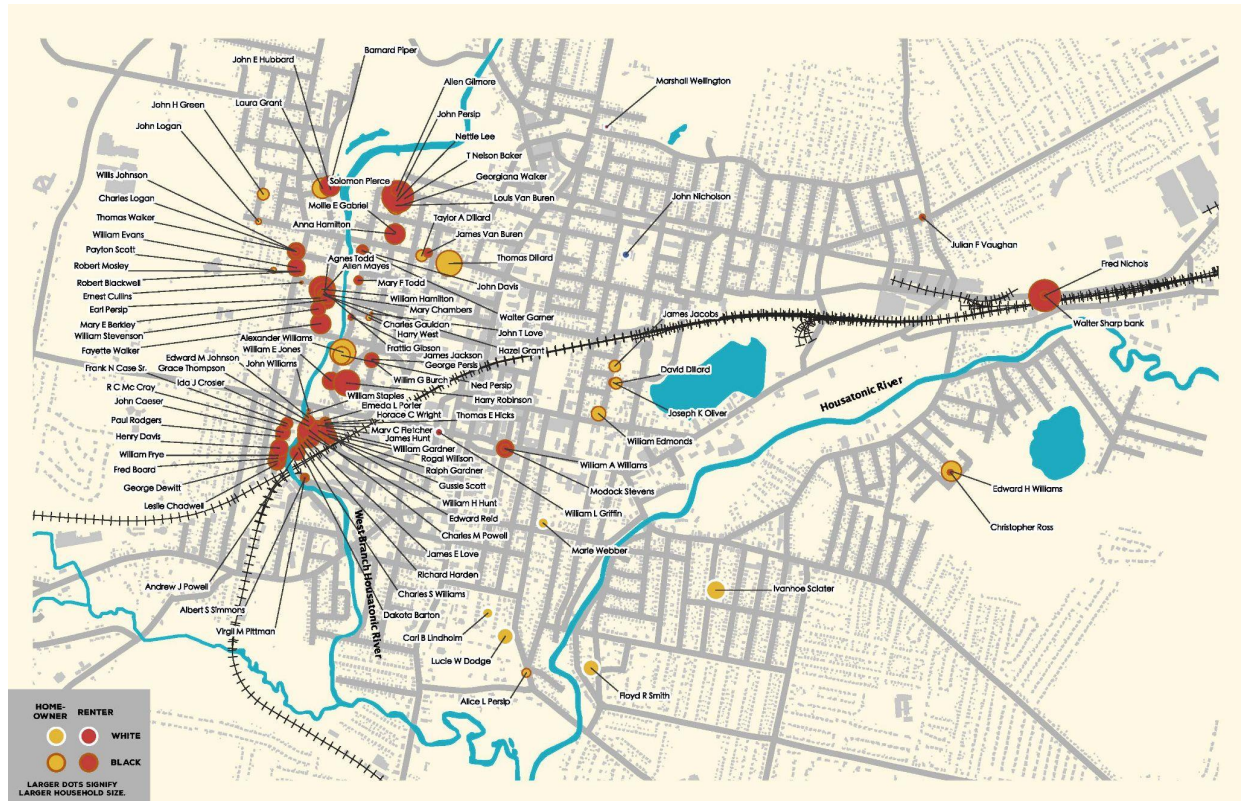 Barnard Piper
John E Hubbard
Marshall Wellington
Allen Gilmore
John H Green
Laura Grant
John Persip
John Logan
Nettie Lee
T Nelson Baker
Willis Johnson
Solomon Pierce
Georgiana Walker
Charles Logan
Louis Van Buren
John Nicholson
Mollie E Gabriel
Thomas Walker
Taylor A Dillard
Anna Hamilton
William Evans
James Van Buren
Julian F Vaughan
Payton Scott
Agnes Todd
Thomas Dillard
Robert Mosley
Allen Mayes
Fred Nichols
Robert Blackwell
Mary F Todd
John Davis
Ernest Cullins
William Hamilton
Earl Persip
Mary Chambers
Walter Garner
James Jacobs
Mary E Berkley
Charles Gauldan
John T Love
Walter Sharp bank
William Stevenson
Harry West
Alexander Williams
Frattia Gibson
Hazel Grant
Fayette Walker
William E Jones
James Jackson
Edward M Johnson
John Williams
George Persis
David Dillard
Frank N Case Sr.
Grace Thompson
Willim G Burch
Ned Persip
R C Mc Cray
Ida J Crosier
William Staples
Harry Robinson
Housatonic River
John Caeser
Elmeda L Porter
Joseph K Oliver
Paul Rodgers
Horace C Wright
Thomas E Hicks
Henry Davis
Mary C Fletcher
William Edmonds
James Hunt
William Frye
William Gardner
Rogal Willson
William A Williams
Fred Board
Ralph Gardner
George Dewitt
Gussie Scott
Modock Stevens
Edward H Williams
Leslie Chadwell
William H Hunt
William L Griffin
Edward Reid
Christopher Ross
Charles M Powell
Marie Webber
West Branch Housatonic River
James E Love
Andrew J Powell
Richard Harden
Ivanhoe Sclater
Charles S Williams
Albert S Simmons
Dakota Barton
Virgil M Pittman
Carl B Lindholm
Lucie W Dodge
Alice L Persip
Floyd R Smith
HOME-
OWNER RENTER
WHITE
BLACK
LARGER DOTS SIGNIFY
LARGER HOUSEHOLD SIZE.